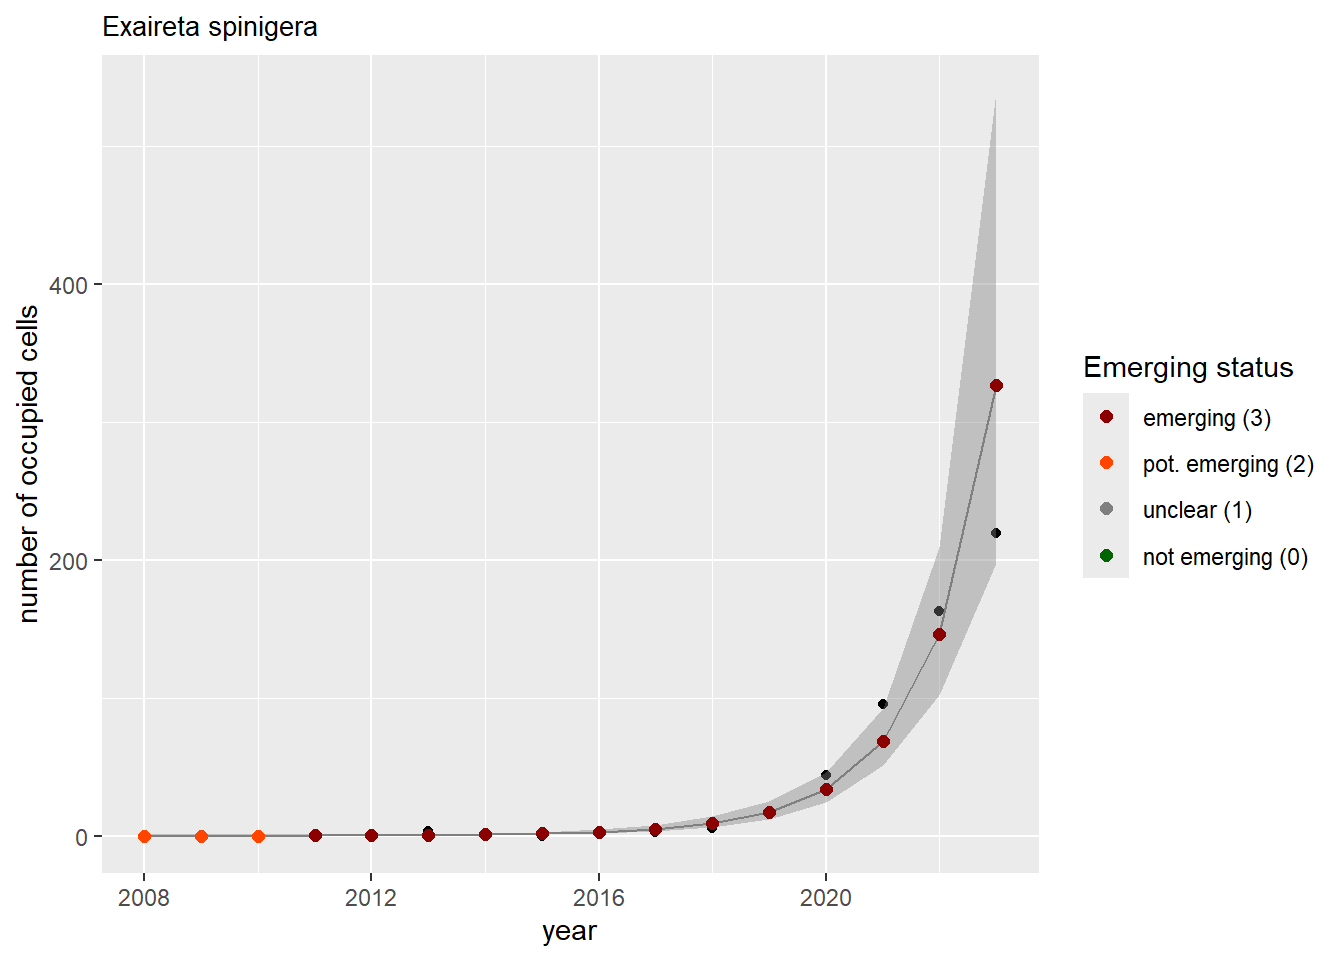 Exaireta spinigera
number of occupied cells
400
200
0
2008 2012 2016 2020
year
Emerging status
emerging (3)
pot. emerging (2)
unclear (1)
not emerging (0)